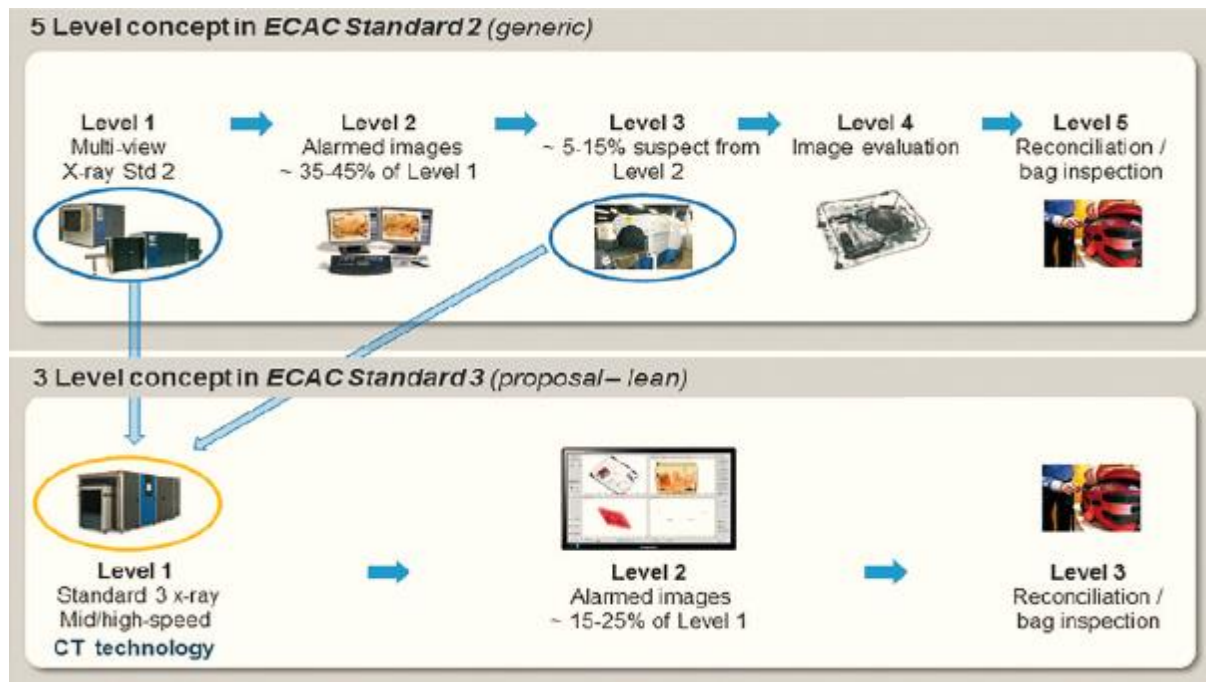 5 Level concept in ECAC Standard 2 (generic)
Level 1
Multi-view
X-ray Std 2
Level 2
Alarmed images
~ 35-45% of Level 1
Level 3
~ 5-15% suspect from
Level 2
Level 4
Image evaluation
Level 5
Reconciliation /
bag inspection
3 Level concept in ECAC Standard 3 (proposal – lean)
Level 1
Standard 3 x-ray
Mid/high-speed
CT technology
Level 2
Alarmed images
~ 15-25% of Level 1
Level 3
Reconciliation /
bag inspection